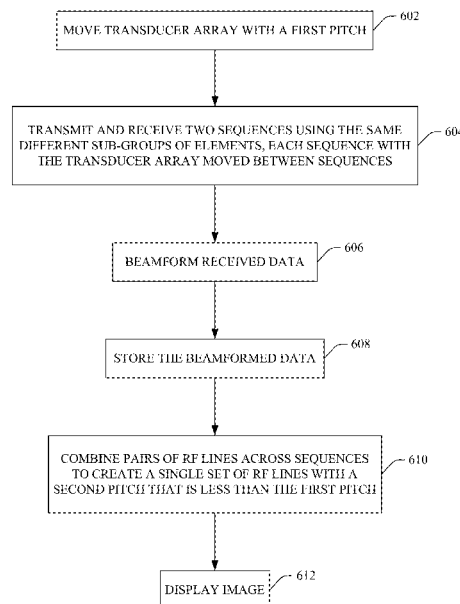 MOVE TRANSDUCER ARRAY WITH A FIRST PITCH
602
TRANSMIT AND RECEIVE TWO SEQUENCES USING THE SAME
DIFFERENT SUB-GROUPS OF ELEMENTS, EACH SEQUENCE WITH
THE TRANSDUCER ARRAY MOVED BETWEEN SEQUENCES
604
BEAMFORM RECEIVED DATA
606
STORE THE BEAMFORMED DATA
608
COMBINE PAIRS OF RF LINES ACROSS SEQUENCES
TO CREATE A SINGLE SET OF RF LINES WITH A
SECOND PITCH THAT IS LESS THAN THE FIRST PITCH
610
DISPLAY IMAGE
612